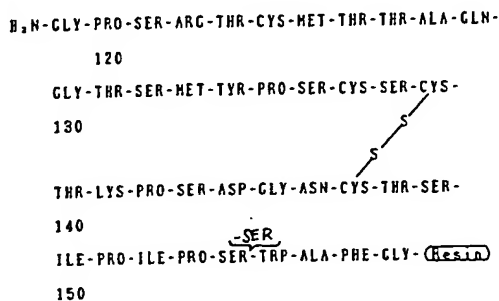 H₂N-GLY-PRO-SER-ARG-THR-CYS-MET-THR-THR-ALA-GLN-
120
GLY-THR-SER-MET-TYR-PRO-SER-CYS-SER-CYS-
130
S
S
THR-LYS-PRO-SER-ASP-GLY-ASN-CYS-THR-SER-
140
-SER
ILE-PRO-ILE-PRO-SER-TRP-ALA-PHE-GLY-Resin
150